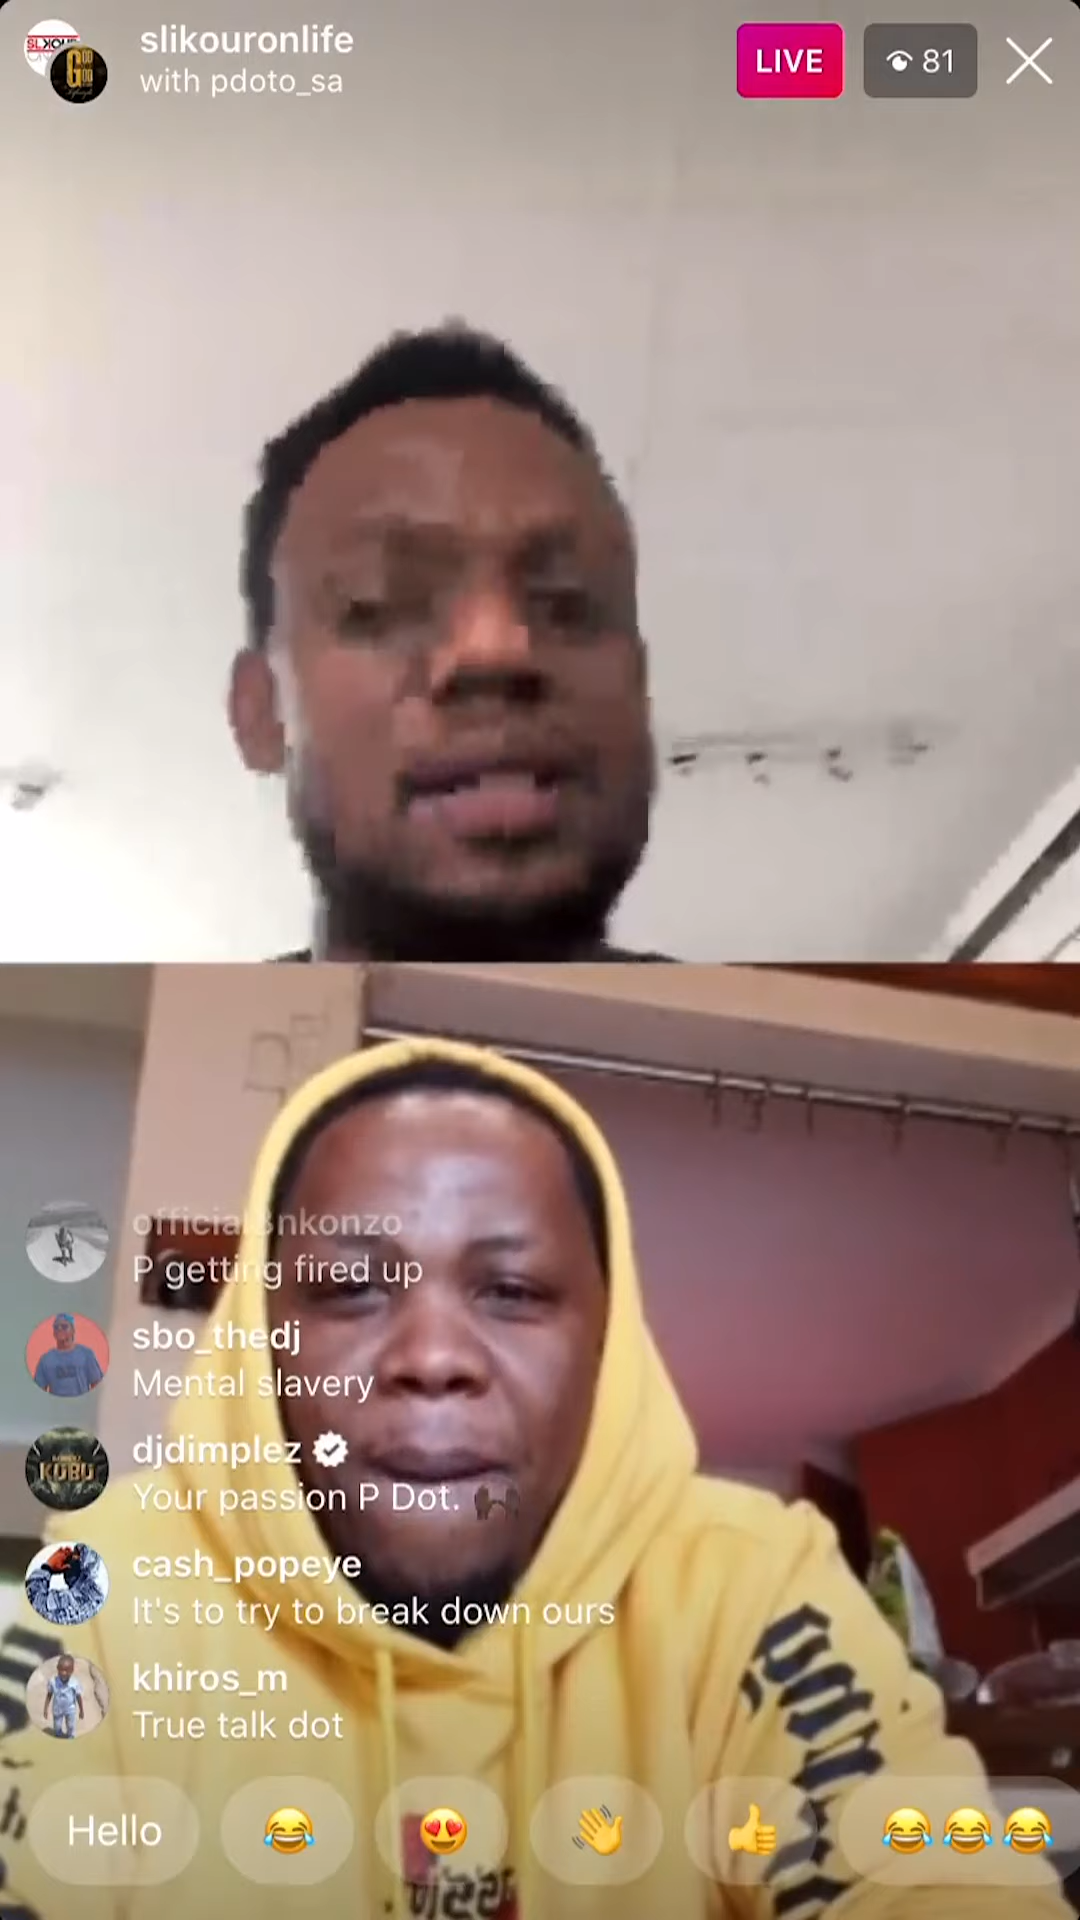 slikouronlife
with pdoto_sa
LIVE
81
P getting fired up
sbo_thedj
Mental slavery
djdimplez
Your passion P Dot.
cash_popeye
It's to try to break down ours
khiros_m
True talk dot
Hello